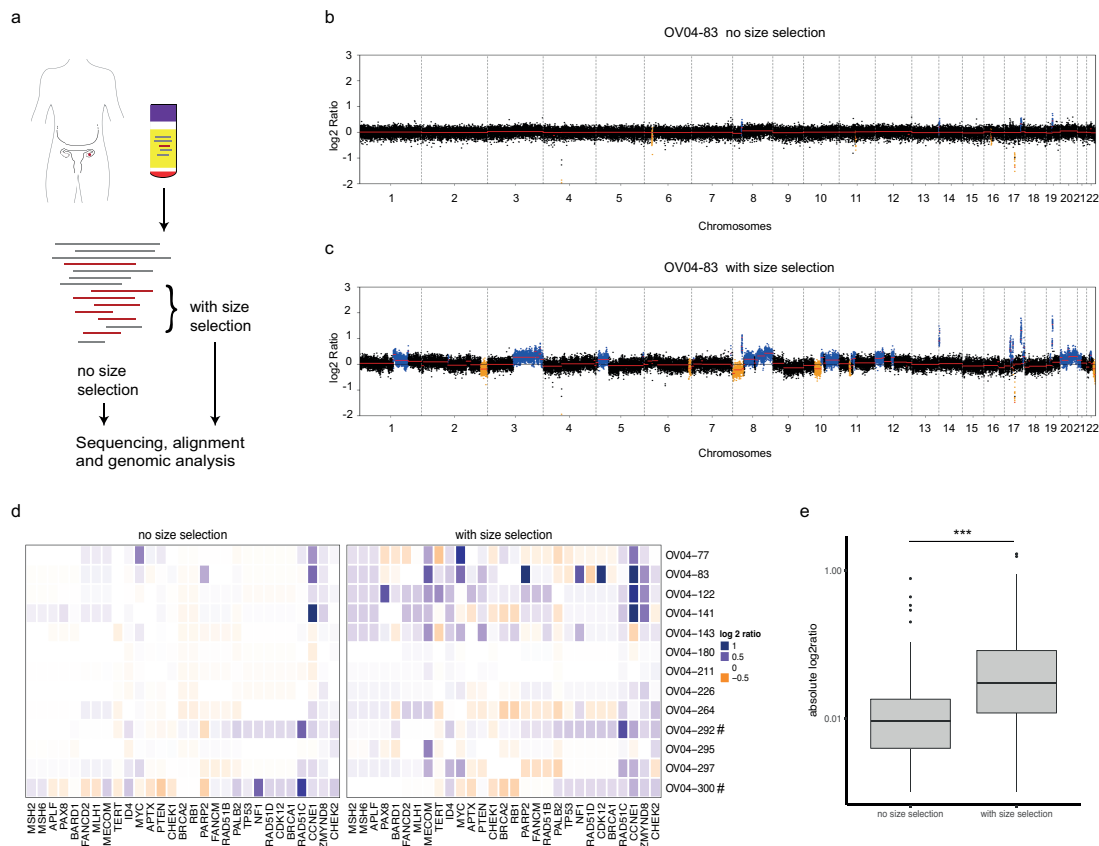 a
with size
selection
no size
selection
Sequencing, alignment
and genomic analysis
b
OV04-83 no size selection
log2 Ratio
3
2
1
0
-1
-2
1 2 3 4 5 6 7 8 9 10 11 12 13 14 15 16 17 18 19 20 21 22
Chromosomes
c
OV04-83 with size selection
log2 Ratio
3
2
1
0
-1
-2
1 2 3 4 5 6 7 8 9 10 11 12 13 14 15 16 17 18 19 20 21 22
Chromosomes
d
no size selection
with size selection
OV04-77
OV04-83
OV04-122
OV04-141
OV04-143
OV04-180
OV04-211
OV04-226
OV04-264
OV04-292 #
OV04-295
OV04-297
OV04-300 #
log 2 ratio
1
0.5
0
−0.5
MSH2 MSH6 APLF PAX8 BARD1 FANCD2 MLH1 MECOM TERT ID4 MYC APTX PTEN CHEK1 BRCA2 RB1 PARP2 FANCM RAD51B PALB2 TP53 NF1 RAD51D CDK12 BRCA1 RAD51C CCNE1 ZMYND8 CHEK2
MSH2 MSH6 APLF PAX8 BARD1 FANCD2 MLH1 MECOM TERT ID4 MYC APTX PTEN CHEK1 BRCA2 RB1 PARP2 FANCM RAD51B PALB2 TP53 NF1 RAD51D CDK12 BRCA1 RAD51C CCNE1 ZMYND8 CHEK2
e
***
absolute log2ratio
1.00
0.01
no size selection
with size selection